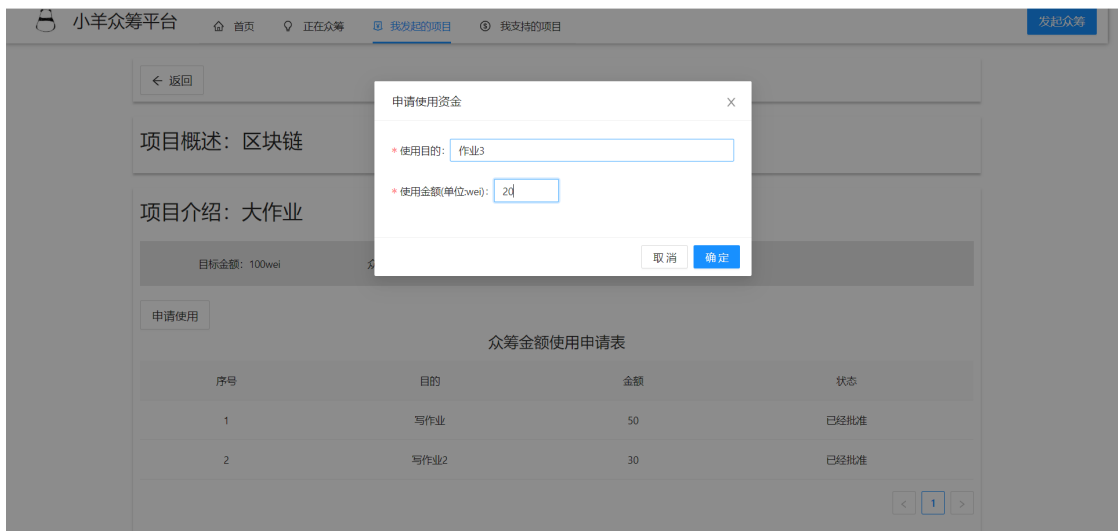 小羊众筹平台 首页 正在众筹 我发起的项目 我支持的项目 发起众筹
← 返回
申请使用资金
项目概述：区块链
* 使用目的： 作业3
* 使用金额(单位:wei)： 20
项目介绍：大作业
取 消 确 定
目标金额：100wei
申请使用
众筹金额使用申请表
序号 目的 金额 状态
1 写作业 50 已经批准
2 写作业2 30 已经批准
< 1 >